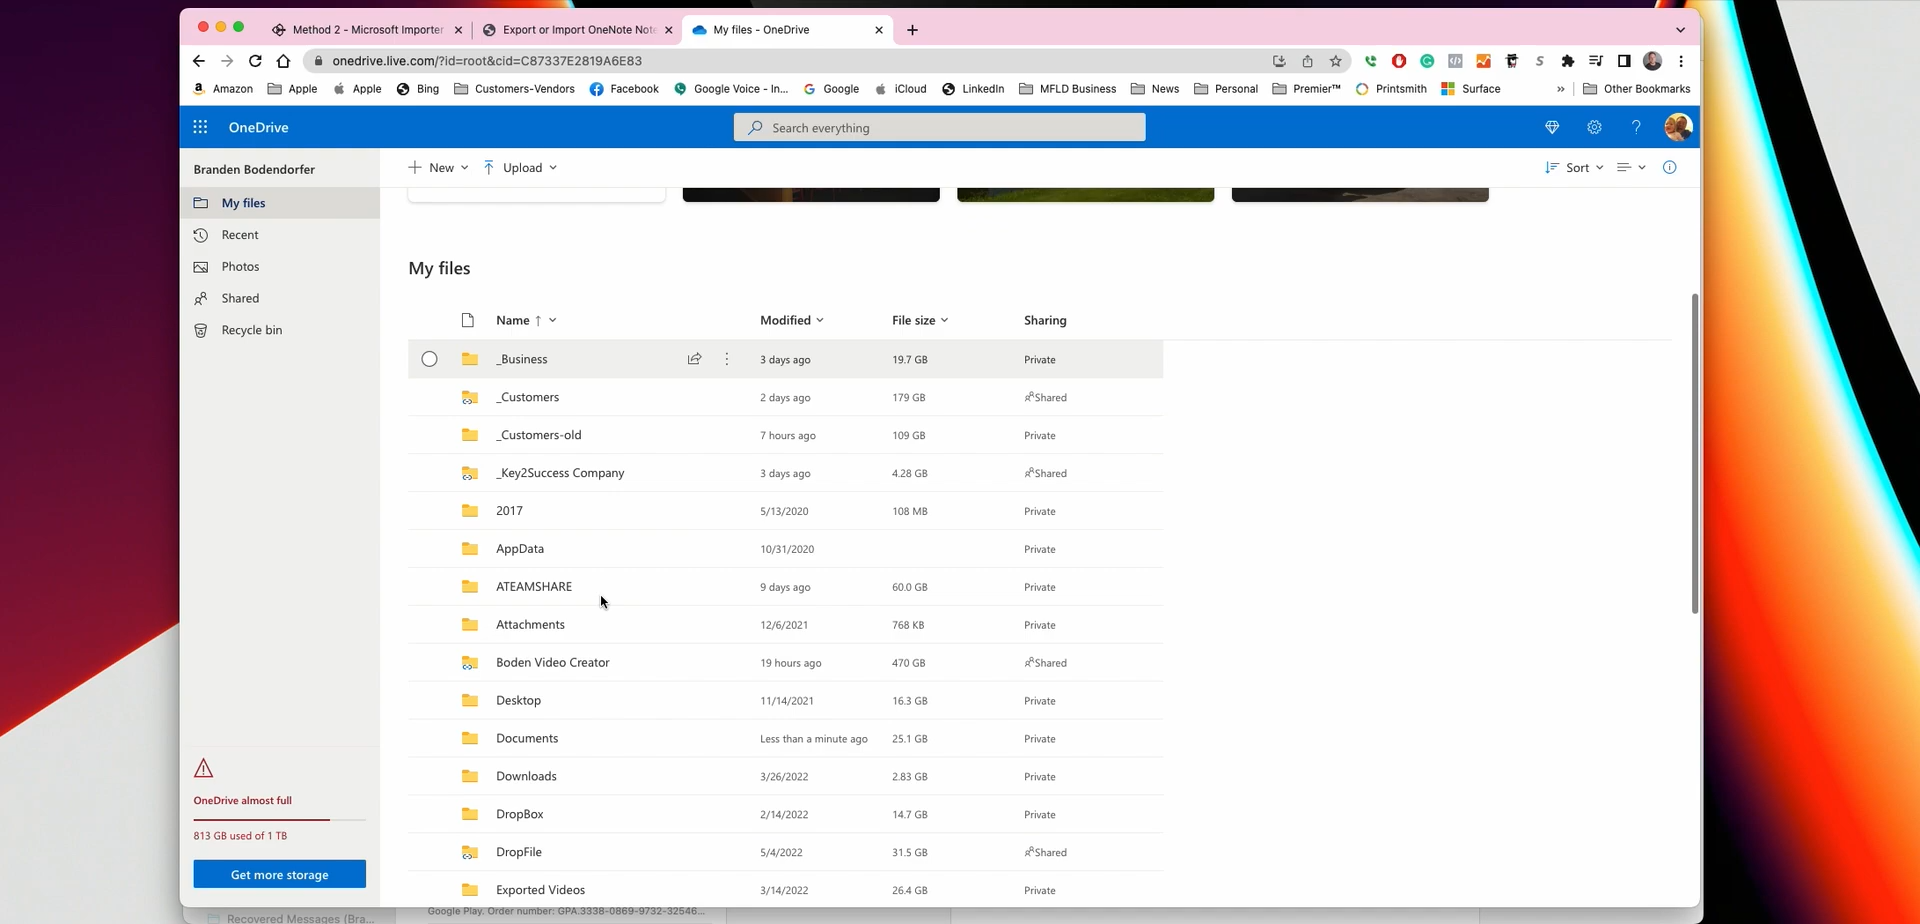 Method 2 - Microsoft Importer
Export or Import OneNote Note
My files - OneDrive
onedrive.live.com/?id=root&cid=C87337E2819A6E83
Amazon
Apple
Apple
Bing
Customers-Vendors
Facebook
Google Voice - In...
Google
iCloud
LinkedIn
MFLD Business
News
Personal
Premier™
Printsmith
Surface
»
Other Bookmarks
OneDrive
Search everything
?
Branden Bodendorfer
My files
Recent
Photos
Shared
Recycle bin
OneDrive almost full
813 GB used of 1 TB
Get more storage
New
Upload
Sort
My files
Name ↑ Modified File size Sharing
_Business 3 days ago 19.7 GB Private
_Customers 2 days ago 179 GB Shared
_Customers-old 7 hours ago 109 GB Private
_Key2Success Company 3 days ago 4.28 GB Shared
2017 5/13/2020 108 MB Private
AppData 10/31/2020 Private
ATEAMSHARE 9 days ago 60.0 GB Private
Attachments 12/6/2021 768 KB Private
Boden Video Creator 19 hours ago 470 GB Shared
Desktop 11/14/2021 16.3 GB Private
Documents Less than a minute ago 25.1 GB Private
Downloads 3/26/2022 2.83 GB Private
DropBox 2/14/2022 14.7 GB Private
DropFile 5/4/2022 31.5 GB Shared
Exported Videos 3/14/2022 26.4 GB Private
Recovered Messages (Bra...
Google Play. Order number: GPA.3338-0869-9732-32546...